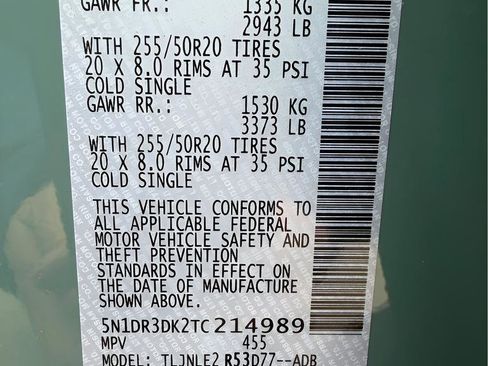 GAWR FR.: 1335 KG
2943 LB
WITH 255/50R20 TIRES
20 X 8.0 RIMS AT 35 PSI
COLD SINGLE
GAWR RR.: 1530 KG
3373 LB
WITH 255/50R20 TIRES
20 X 8.0 RIMS AT 35 PSI
COLD SINGLE
THIS VEHICLE CONFORMS TO
ALL APPLICABLE FEDERAL
MOTOR VEHICLE SAFETY AND
THEFT PREVENTION
STANDARDS IN EFFECT ON
THE DATE OF MANUFACTURE
SHOWN ABOVE.
5N1DR3DK2TC214989
MPV 455
MODEL: TLJNLE2 R53D77--ADB